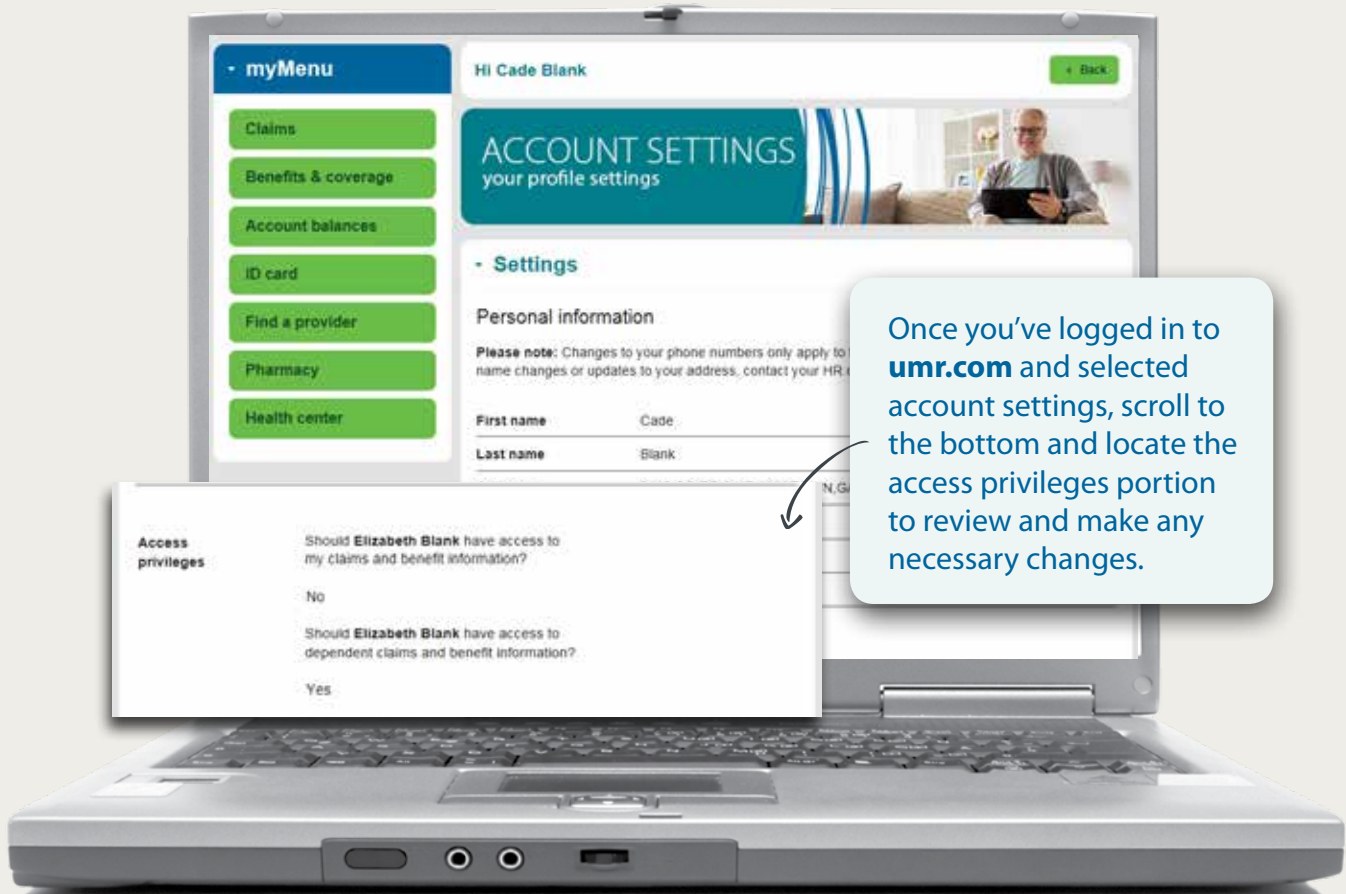 - myMenu
Claims
Benefits & coverage
Account balances
ID card
Find a provider
Pharmacy
Health center
Hi Cade Blank
Back
ACCOUNT SETTINGS
your profile settings
- Settings
Personal information
Please note: Changes to your phone numbers only apply to
name changes or updates to your address, contact your HR
First name Cade
Last name Blank
Access
privileges
Should Elizabeth Blank have access to
my claims and benefit information?
No
Should Elizabeth Blank have access to
dependent claims and benefit information?
Yes
Once you've logged in to
umr.com and selected
account settings, scroll to
the bottom and locate the
access privileges portion
to review and make any
necessary changes.